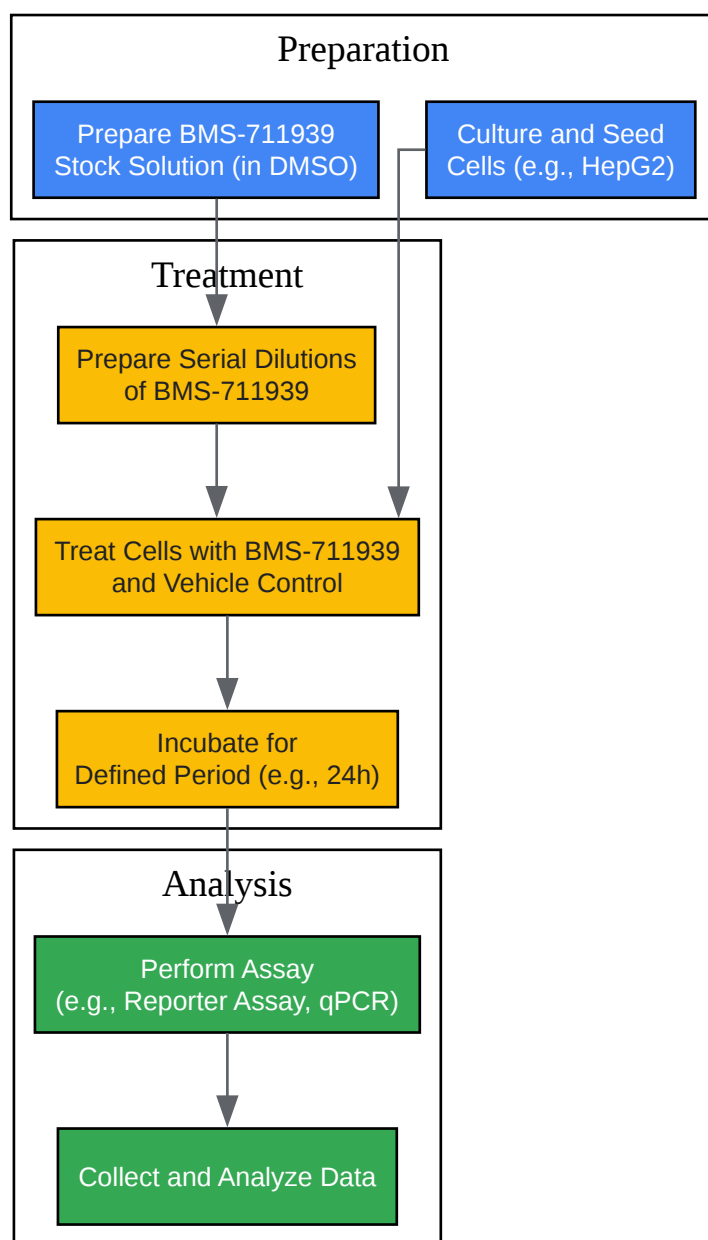 Preparation
Prepare BMS-711939
Stock Solution (in DMSO)
Culture and Seed
Cells (e.g., HepG2)
Treatment
Prepare Serial Dilutions
of BMS-711939
Treat Cells with BMS-711939
and Vehicle Control
Incubate for
Defined Period (e.g., 24h)
Analysis
Perform Assay
(e.g., Reporter Assay, qPCR)
Collect and Analyze Data